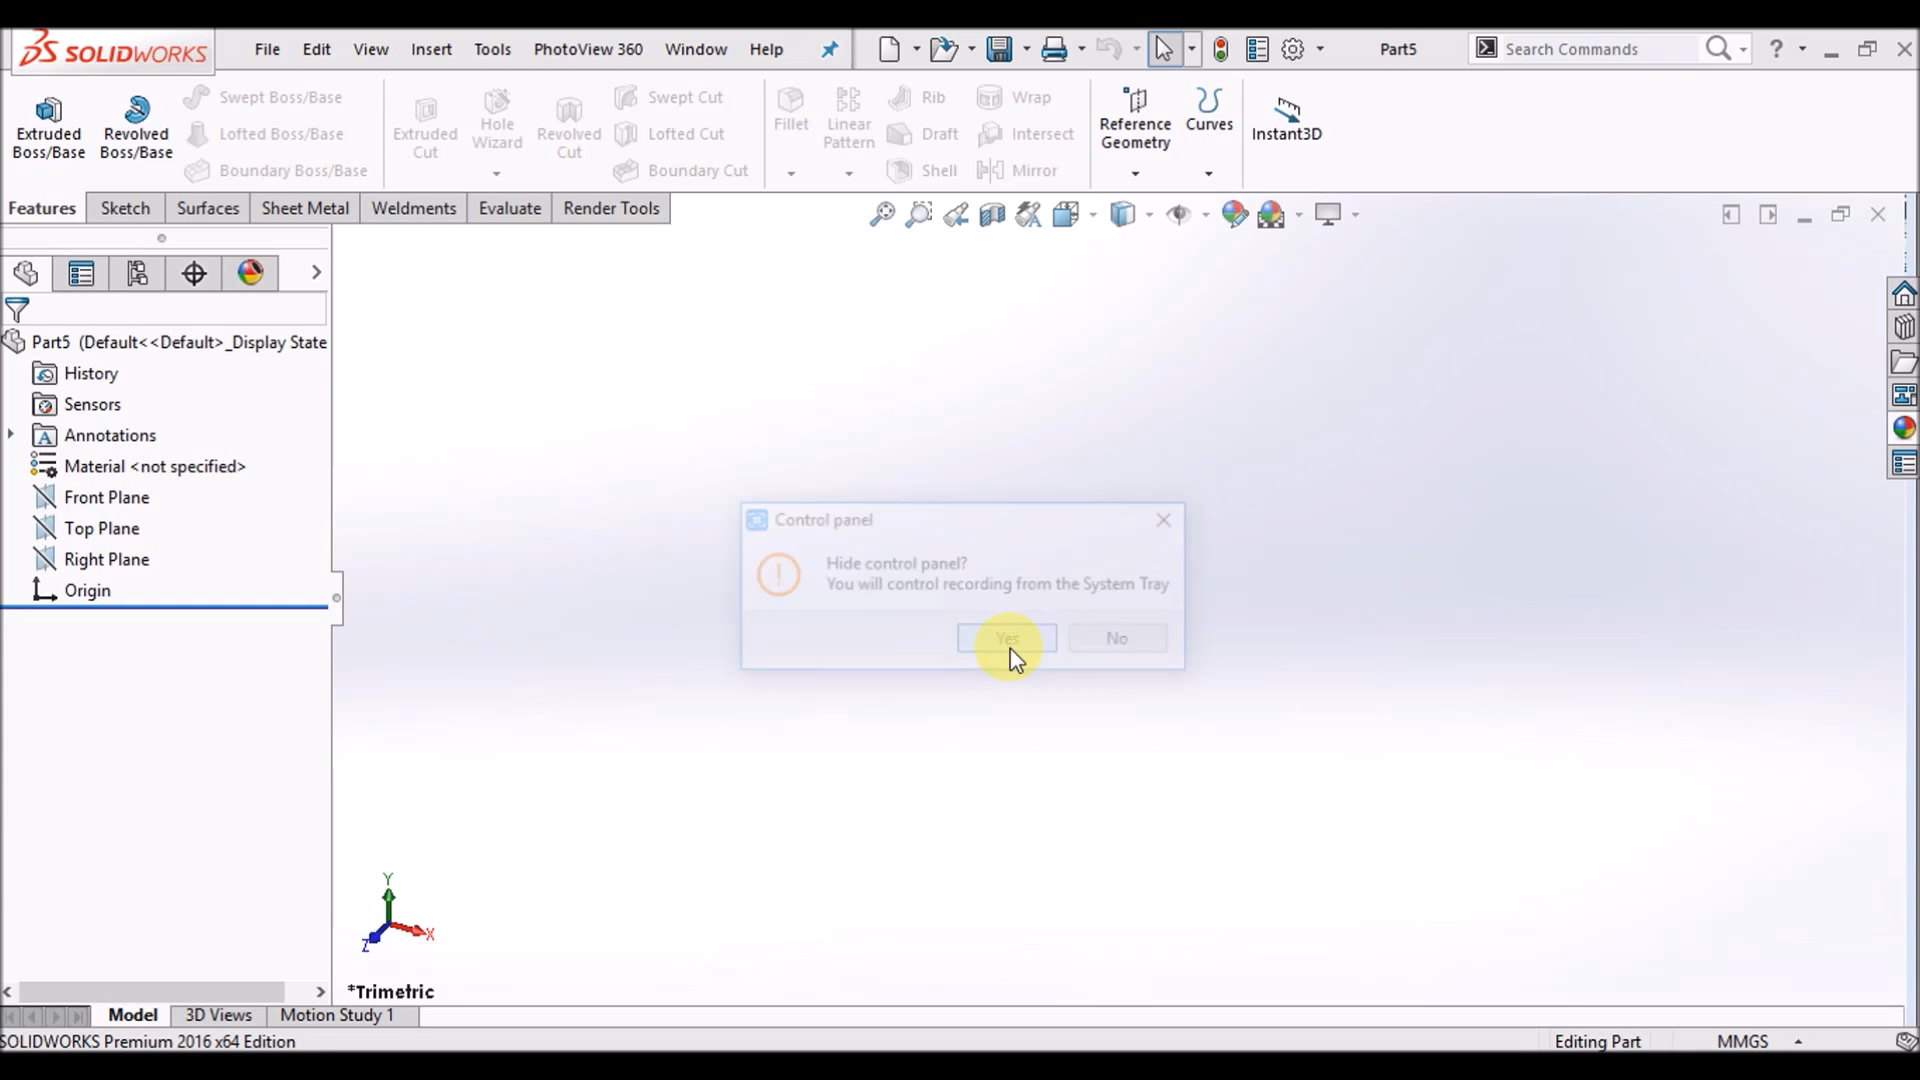 SOLIDWORKS File Edit View Insert Tools PhotoView 360 Window Help Part5 Search Commands ?
Extruded Boss/Base
Revolved Boss/Base
Swept Boss/Base
Lofted Boss/Base
Boundary Boss/Base
Extruded Cut
Hole Wizard
Revolved Cut
Swept Cut
Lofted Cut
Boundary Cut
Fillet
Linear Pattern
Rib
Draft
Shell
Wrap
Intersect
Mirror
Reference Geometry
Curves
Instant3D
Features Sketch Surfaces Sheet Metal Weldments Evaluate Render Tools
Part5 (Default<<Default>_Display State
History
Sensors
Annotations
Material <not specified>
Front Plane
Top Plane
Right Plane
Origin
Control panel
Hide control panel?
You will control recording from the System Tray
Yes No
Y
X
Z
*Trimetric
Model 3D Views Motion Study 1
SOLIDWORKS Premium 2016 x64 Edition Editing Part MMGS